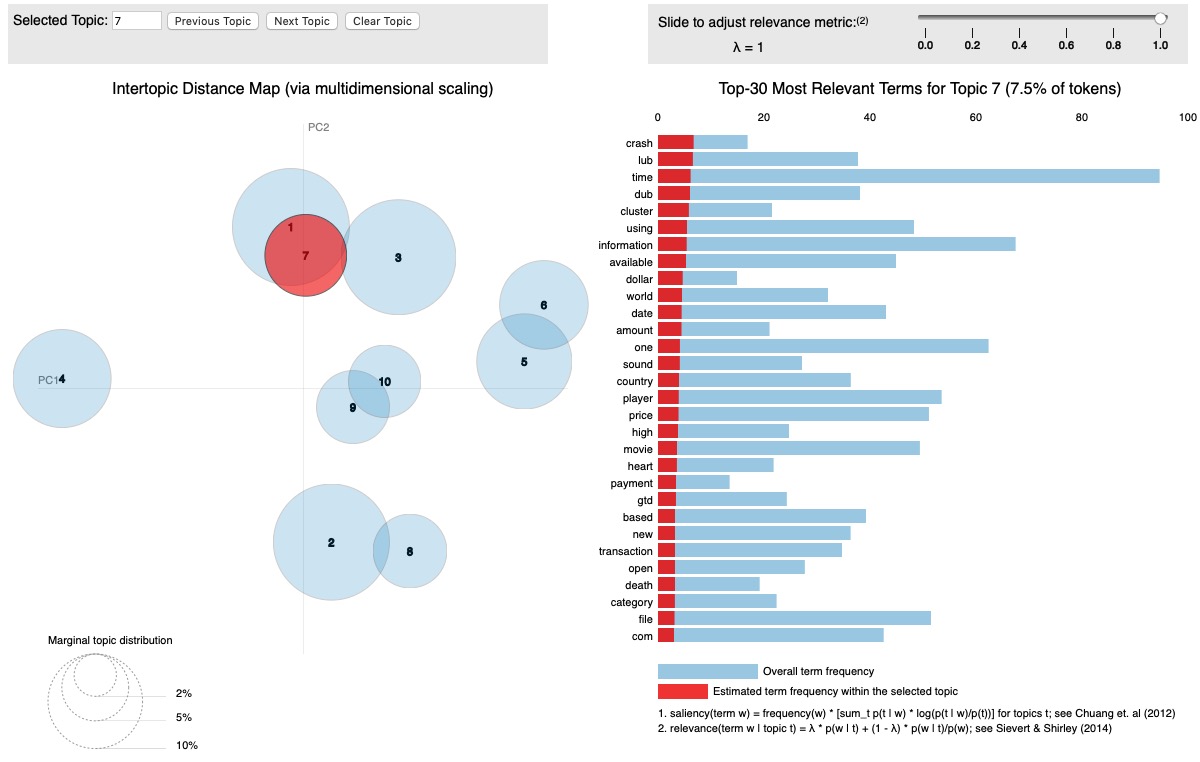 Selected Topic: 7 Previous Topic Next Topic Clear Topic
Slide to adjust relevance metric:(2)
λ = 1
0.0 0.2 0.4 0.6 0.8 1.0
Intertopic Distance Map (via multidimensional scaling)
PC2
1
7
3
6
5
PC1
4
10
9
2
8
Marginal topic distribution
2%
5%
10%
Top-30 Most Relevant Terms for Topic 7 (7.5% of tokens)
0 20 40 60 80 100
crash
lub
time
dub
cluster
using
information
available
dollar
world
date
amount
one
sound
country
player
price
high
movie
heart
payment
gtd
based
new
transaction
open
death
category
file
com
Overall term frequency
Estimated term frequency within the selected topic
1. saliency(term w) = frequency(w) * [sum_t p(t | w) * log(p(t | w)/p(t))] for topics t; see Chuang et. al (2012)
2. relevance(term w | topic t) = λ * p(w | t) + (1 - λ) * p(w | t)/p(w); see Sievert & Shirley (2014)